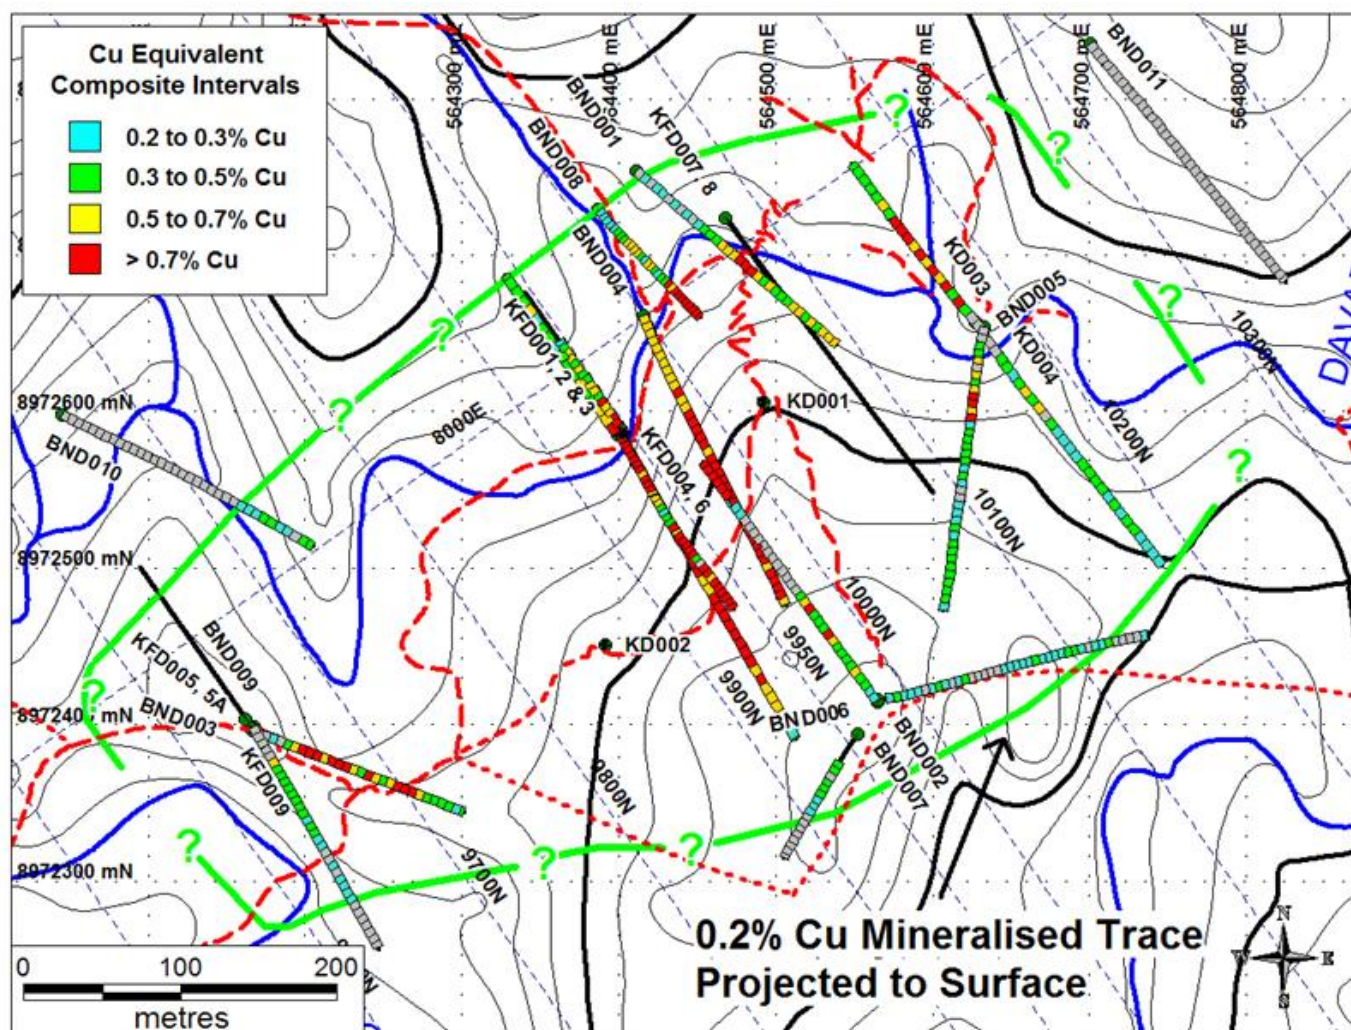 Cu Equivalent
Composite Intervals
0.2 to 0.3% Cu
0.3 to 0.5% Cu
0.5 to 0.7% Cu
> 0.7% Cu
564400 mE
564500 mE
564600 mE
564700 mE
564800 mE
BND011
BND001
KFD007, 8
BND008
BND004
KD003
BND005
KD004
10300N
10200N
10100N
KFD001, 2 & 3
KFD004, 6
8000E
KD001
8972600 mN
BND010
8972500 mN
10000N
9950N
9900N
KD002
BND009
KFD005, 5A
BND003
KFD009
BND006
BND002
BND007
8972300 mN
9800N
9700N
?
?
?
?
?
?
?
?
?
?
?
0.2% Cu Mineralised Trace
Projected to Surface
N
E
S
0
100
200
metres